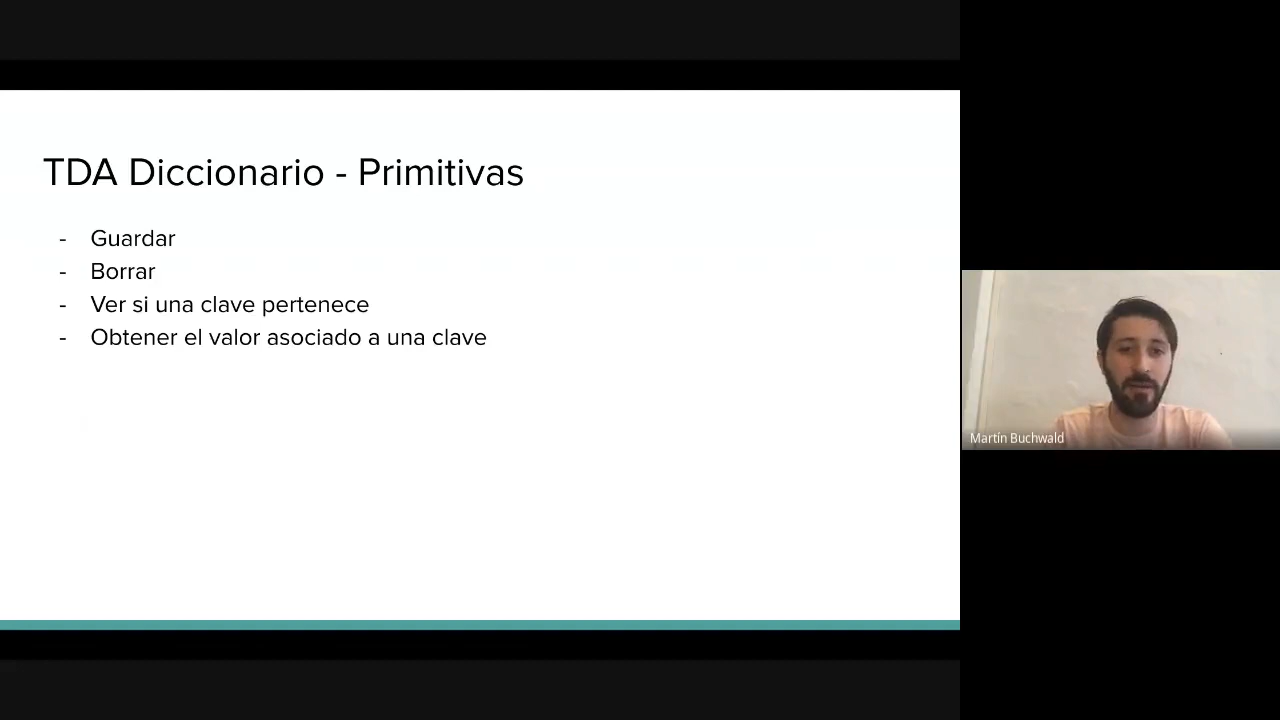 TDA Diccionario - Primitivas
- Guardar
- Borrar
- Ver si una clave pertenece
- Obtener el valor asociado a una clave
Martín Buchwald